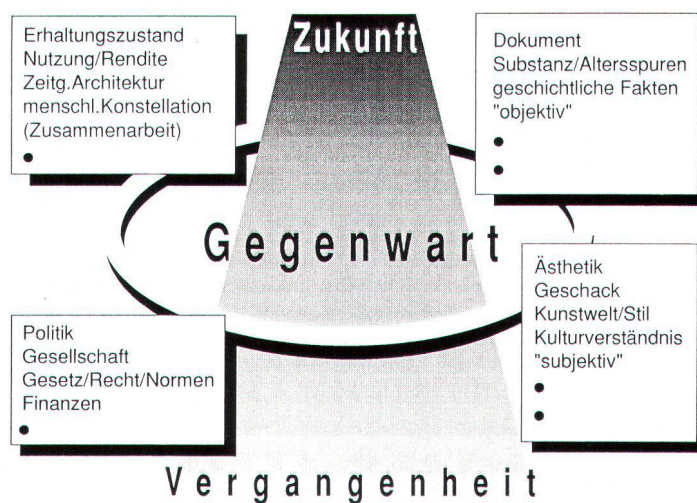 Erhaltungszustand
Nutzung/Rendite
Zeitg.Architektur
menschl.Konstellation
(Zusammenarbeit)
•
Zukunft
Dokument
Substanz/Altersspuren
geschichtliche Fakten
"objektiv"
•
•
Gegenwart
Politik
Gesellschaft
Gesetz/Recht/Normen
Finanzen
•
Ästhetik
Geschack
Kunstwelt/Stil
Kulturverständnis
"subjektiv"
•
•
Vergangenheit